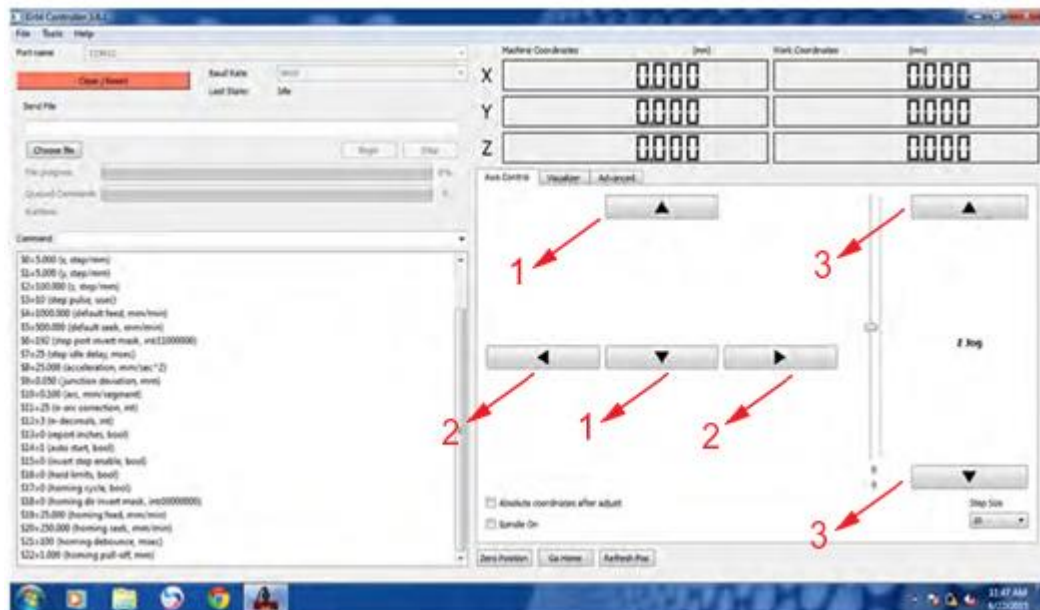 Grbl Controller 3.6.1
File Tools Help
Port name
Close / Reset
Baud Rate
9600
Last State:
Idle
Send File
Choose file
Begin
Stop
File progress
0%
Queued Commands
0
Runtime:
Command
$0=5.000 (x, step/mm)
$1=5.000 (y, step/mm)
$2=100.000 (z, step/mm)
$3=10 (step pulse, usec)
$4=1000.000 (default feed, mm/min)
$5=500.000 (default seek, mm/min)
$6=192 (step port invert mask, int:11000000)
$7=25 (step idle delay, msec)
$8=25.000 (acceleration, mm/sec^2)
$9=0.050 (junction deviation, mm)
$10=0.100 (arc, mm/segment)
$11=25 (n-arc correction, int)
$12=3 (n-decimals, int)
$13=0 (report inches, bool)
$14=1 (auto start, bool)
$15=0 (invert step enable, bool)
$16=0 (hard limits, bool)
$17=0 (homing cycle, bool)
$18=0 (homing dir invert mask, int:00000000)
$19=25.000 (homing feed, mm/min)
$20=250.000 (homing seek, mm/min)
$21=100 (homing debounce, msec)
$22=1.000 (homing pull-off, mm)
Machine Coordinates (mm) Work Coordinates (mm)
X 0.000 0.000
Y 0.000 0.000
Z 0.000 0.000
Axis Control Visualizer Advanced
1
3
Z Jog
2
1
2
Absolute coordinates after adjust
Spindle On
3
Step Size
10
Zero Position Go Home Refresh Pos
11:47 AM